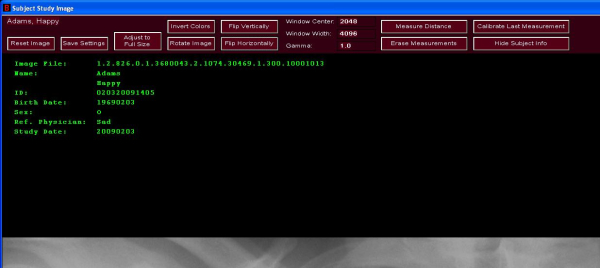 Subject Study Image
Adams, Happy
Reset Image
Save Settings
Adjust to
Full Size
Invert Colors
Rotate Image
Flip Vertically
Flip Horizontally
Window Center: 2048
Window Width: 4096
Gamma: 1.0
Measure Distance
Erase Measurements
Calibrate Last Measurement
Hide Subject Info
Image File: 1.2.826.0.1.3680043.2.1074.30469.1.300.10001013
Name: Adams
Happy
ID: 020320091405
Birth Date: 19690203
Sex: O
Ref. Physician: Sad
Study Date: 20090203